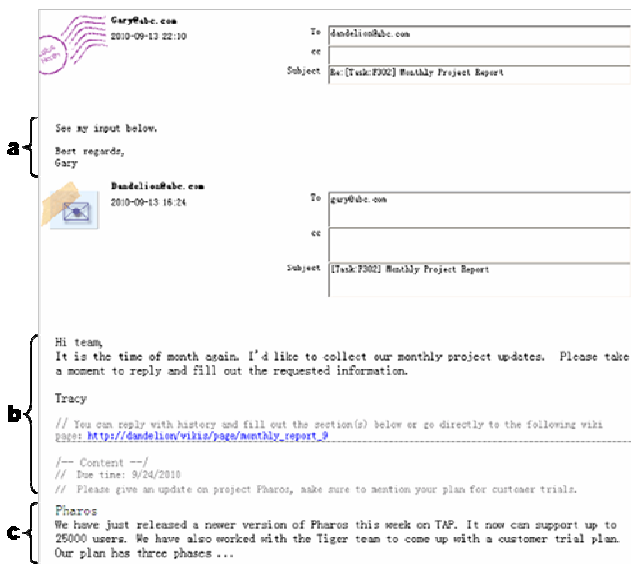 Gary@abc.com
2010-09-13 22:10
To dandelion@abc.com
cc
Subject Re:[Task:P302] Monthly Project Report
a
See my input below.
Best regards,
Gary
Dandelion@abc.com
2010-09-13 16:24
To gary@abc.com
cc
Subject [Task:P302] Monthly Project Report
b
Hi team,
It is the time of month again. I'd like to collect our monthly project updates. Please take
a moment to reply and fill out the requested information.
Tracy
// You can reply with history and fill out the section(s) below or go directly to the following wiki
page: http://dandelion/wikis/page/monthly_report_9
/-- Content --/
// Due time: 9/24/2010
// Please give an update on project Pharos, make sure to mention your plan for customer trials.
c
Pharos
We have just released a newer version of Pharos this week on TAP. It now can support up to
25000 users. We have also worked with the Tiger team to come up with a customer trial plan.
Our plan has three phases ...